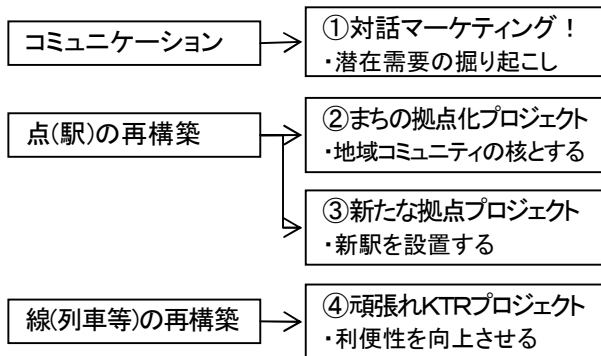 コミュニケーション
①対話マーケティング！
・潜在需要の掘り起こし
点(駅)の再構築
②まちの拠点化プロジェクト
・地域コミュニティの核とする
③新たな拠点プロジェクト
・新駅を設置する
線(列車等)の再構築
④頑張れKTRプロジェクト
・利便性を向上させる